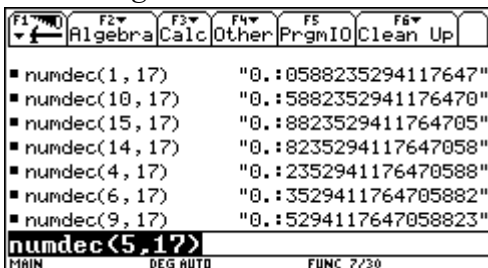 F1 F2 Algebra F3 Calc F4 Other F5 PrgmIO F6 Clean Up
▪ numdec(1,17) "0.:0588235294117647"
▪ numdec(10,17) "0.:5882352941176470"
▪ numdec(15,17) "0.:8823529411764705"
▪ numdec(14,17) "0.:8235294117647058"
▪ numdec(4,17) "0.:2352941176470588"
▪ numdec(6,17) "0.:3529411764705882"
▪ numdec(9,17) "0.:5294117647058823"
numdec(5,17)
MAIN DEG AUTO FUNC 7/30